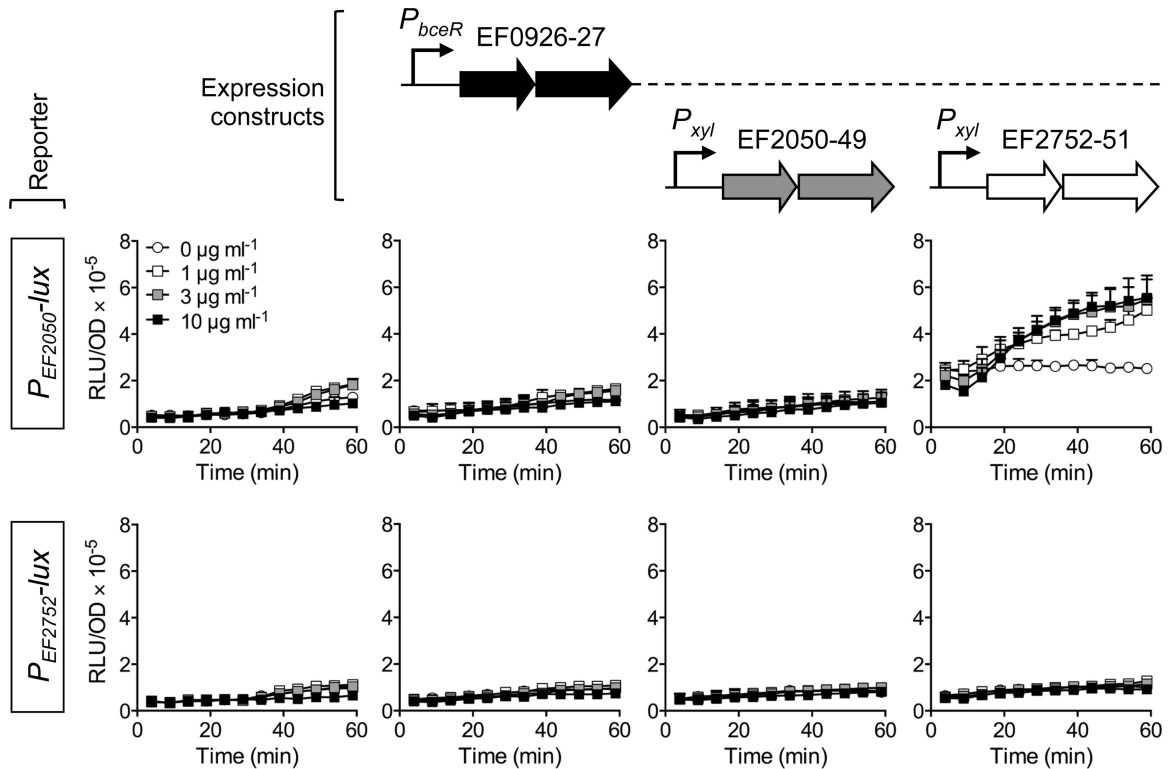 P_bceR EF0926-27
Expression
constructs
P_xyl EF2050-49
P_xyl EF2752-51
Reporter
P_EF2050-lux
RLU/OD × 10⁻⁵
8
6
4
2
0
0 µg ml⁻¹
1 µg ml⁻¹
3 µg ml⁻¹
10 µg ml⁻¹
0 20 40 60
Time (min)
8
6
4
2
0
0 20 40 60
Time (min)
8
6
4
2
0
0 20 40 60
Time (min)
8
6
4
2
0
0 20 40 60
Time (min)
P_EF2752-lux
RLU/OD × 10⁻⁵
8
6
4
2
0
0 20 40 60
Time (min)
8
6
4
2
0
0 20 40 60
Time (min)
8
6
4
2
0
0 20 40 60
Time (min)
8
6
4
2
0
0 20 40 60
Time (min)